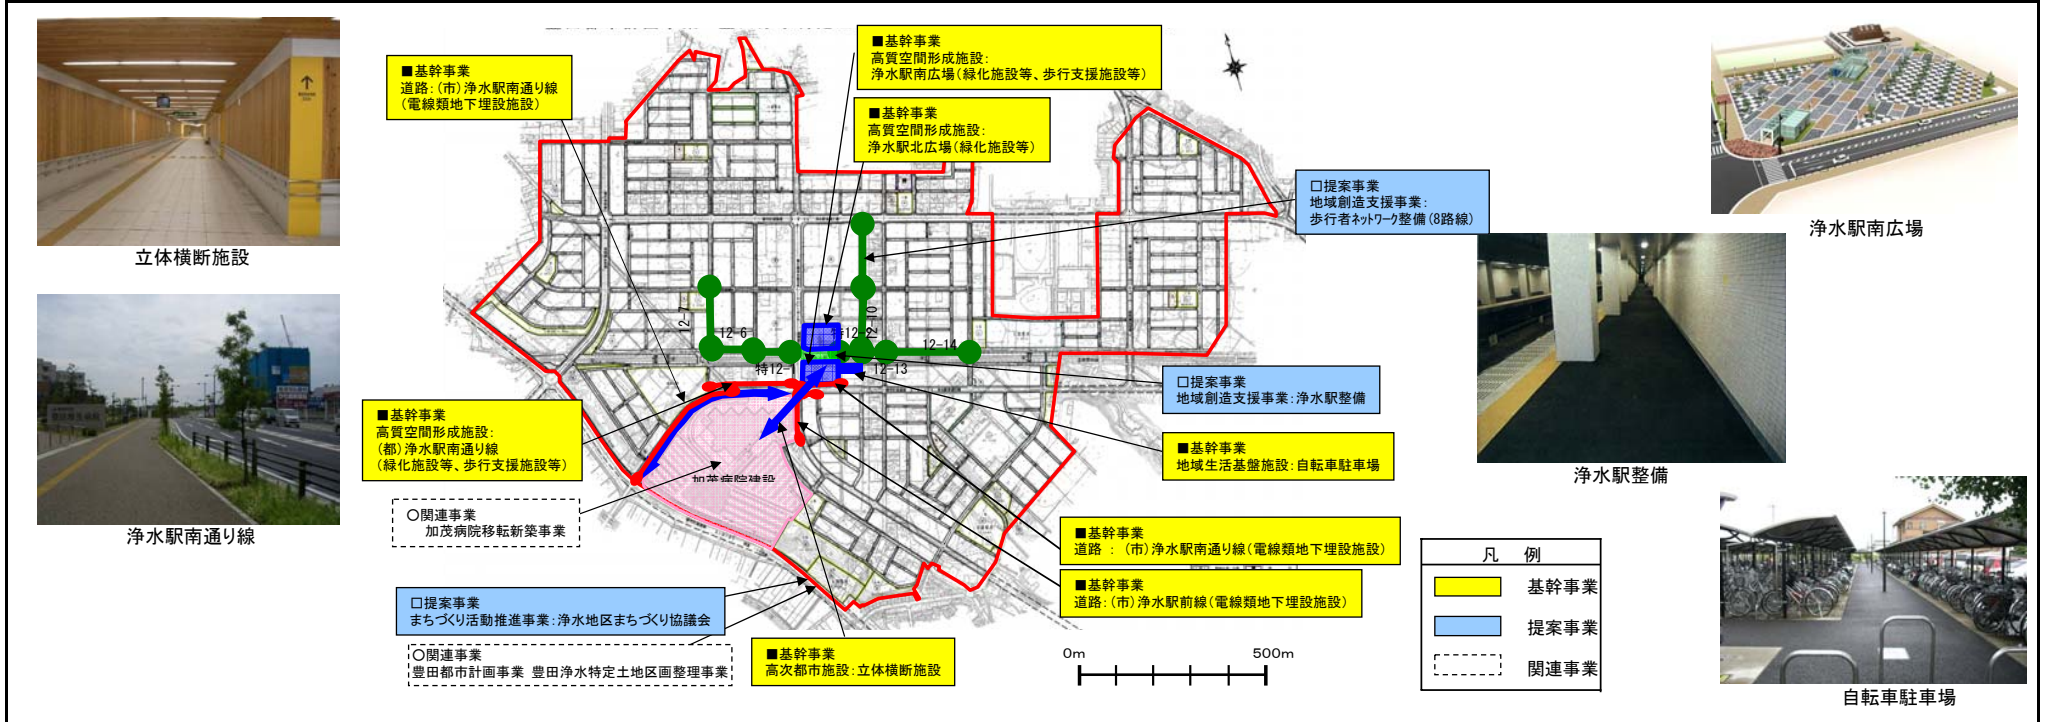 立体横断施設
浄水駅南通り線
■基幹事業
道路:(市)浄水駅南通り線
(電線類地下埋設施設)
■基幹事業
高質空間形成施設:
浄水駅南広場(緑化施設等、歩行支援施設等)
■基幹事業
高質空間形成施設:
浄水駅北広場(緑化施設等)
□提案事業
地域創造支援事業:
歩行者ネットワーク整備(8路線)
浄水駅南広場
12-7
12-6
12-10
特12-2
12-14
特12-1
12-13
□提案事業
地域創造支援事業:浄水駅整備
浄水駅整備
■基幹事業
高質空間形成施設:
(都)浄水駅南通り線
(緑化施設等、歩行支援施設等)
■基幹事業
地域生活基盤施設:自転車駐車場
加茂病院建設
○関連事業
加茂病院移転新築事業
■基幹事業
道路 : (市)浄水駅南通り線(電線類地下埋設施設)
■基幹事業
道路:(市)浄水駅前線(電線類地下埋設施設)
□提案事業
まちづくり活動推進事業:浄水地区まちづくり協議会
○関連事業
豊田都市計画事業 豊田浄水特定土地区画整理事業
■基幹事業
高次都市施設:立体横断施設
0m
500m
凡 例
基幹事業
提案事業
関連事業
自転車駐車場